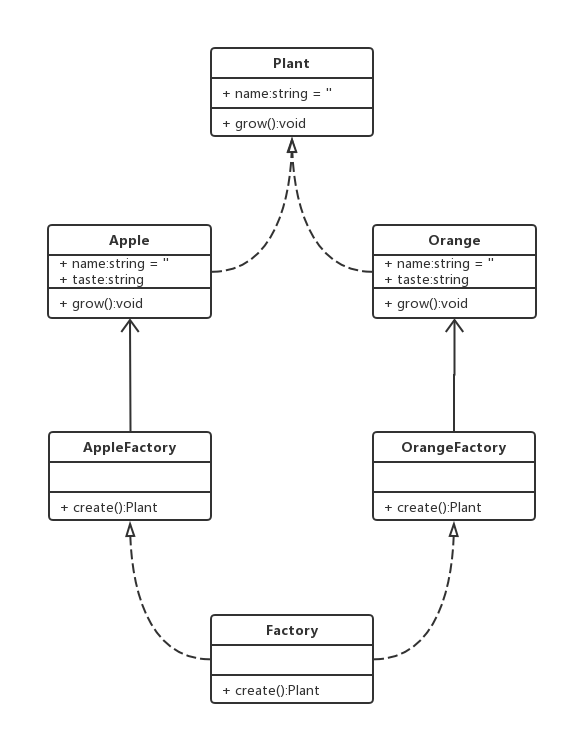 Plant
+ name:string = ''
+ grow():void
Apple
+ name:string = ''
+ taste:string
+ grow():void
Orange
+ name:string = ''
+ taste:string
+ grow():void
AppleFactory
+ create():Plant
OrangeFactory
+ create():Plant
Factory
+ create():Plant